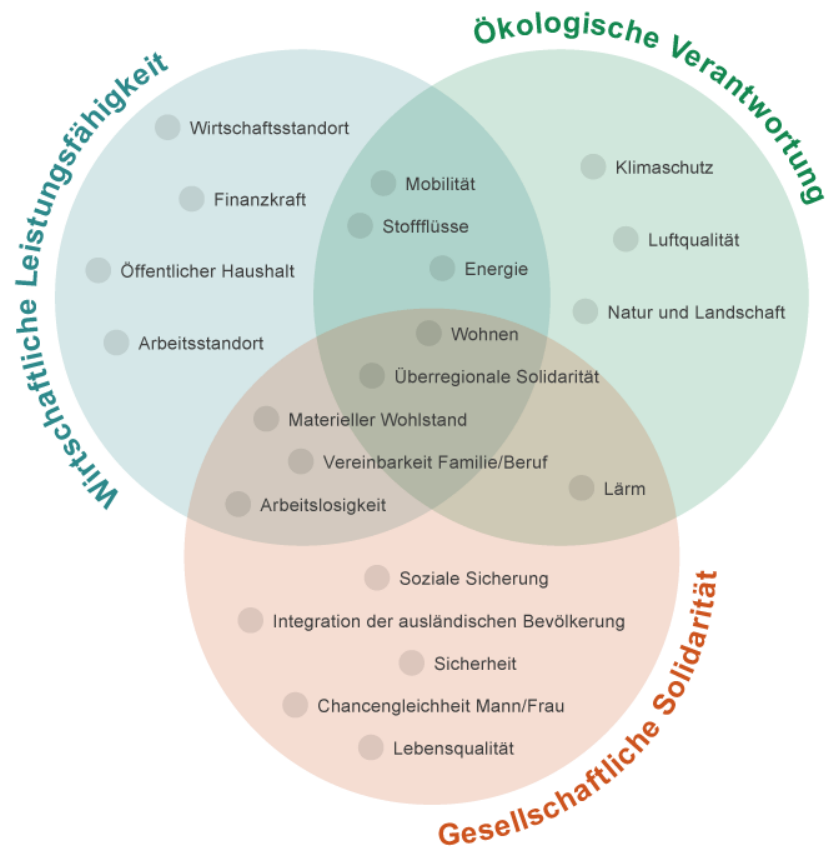 Ökologische Verantwortung
Wirtschaftliche Leistungsfähigkeit
Wirtschaftsstandort
Klimaschutz
Mobilität
Finanzkraft
Stoffflüsse
Luftqualität
Öffentlicher Haushalt
Energie
Natur und Landschaft
Arbeitsstandort
Wohnen
Überregionale Solidarität
Materieller Wohlstand
Vereinbarkeit Familie/Beruf
Lärm
Arbeitslosigkeit
Soziale Sicherung
Integration der ausländischen Bevölkerung
Sicherheit
Chancengleichheit Mann/Frau
Lebensqualität
Gesellschaftliche Solidarität